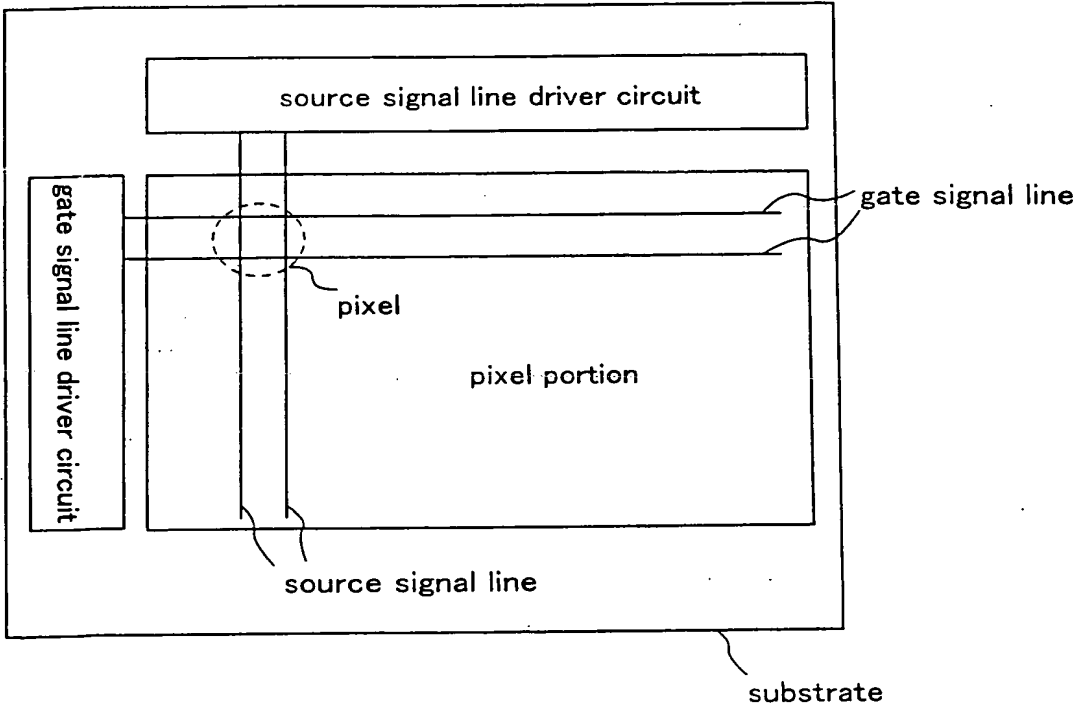 source signal line driver circuit
gate signal line driver circuit
gate signal line
pixel
pixel portion
source signal line
substrate